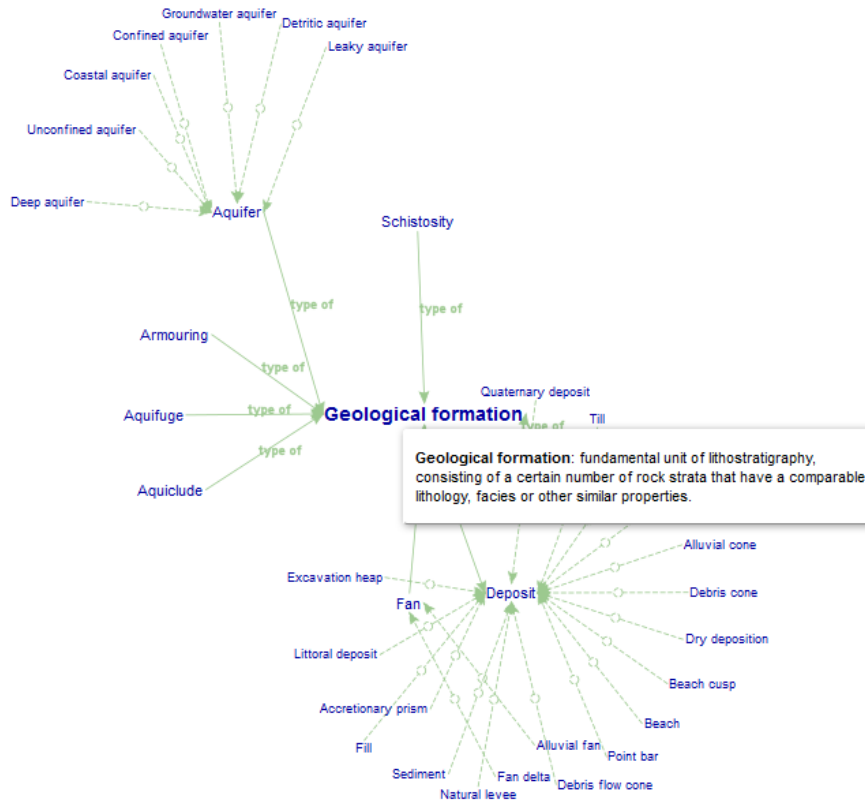 Groundwater aquifer
Detritic aquifer
Confined aquifer
Leaky aquifer
Coastal aquifer
Unconfined aquifer
Deep aquifer
Aquifer
Schistosity
type of
type of
Armouring
type of
Quaternary deposit
Till
Aquifuge
type of
Geological formation
type of
type of
Geological formation: fundamental unit of lithostratigraphy,
consisting of a certain number of rock strata that have a comparable
lithology, facies or other similar properties.
Aquiclude
Alluvial cone
Excavation heap
Deposit
Debris cone
Fan
Dry deposition
Littoral deposit
Beach cusp
Accretionary prism
Beach
Fill
Alluvial fan
Point bar
Sediment
Fan delta
Debris flow cone
Natural levee